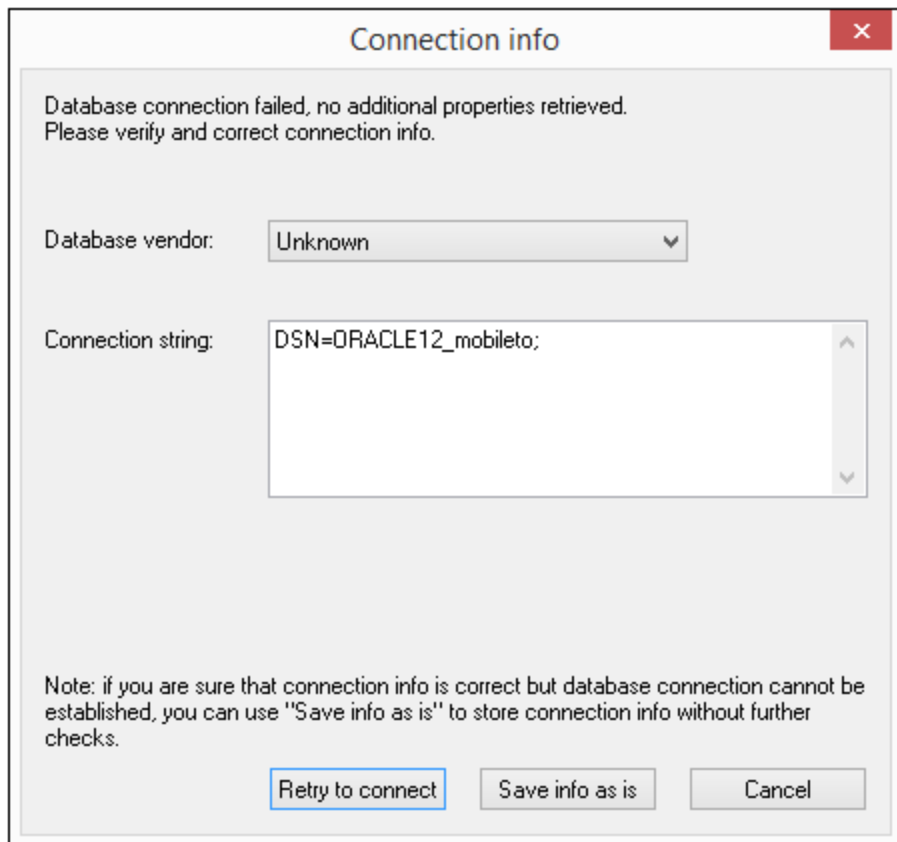 Connection info
Database connection failed, no additional properties retrieved.
Please verify and correct connection info.
Database vendor:
Unknown
Connection string:
DSN=ORACLE12_mobileto;
Note: if you are sure that connection info is correct but database connection cannot be
established, you can use "Save info as is" to store connection info without further
checks.
Retry to connect
Save info as is
Cancel